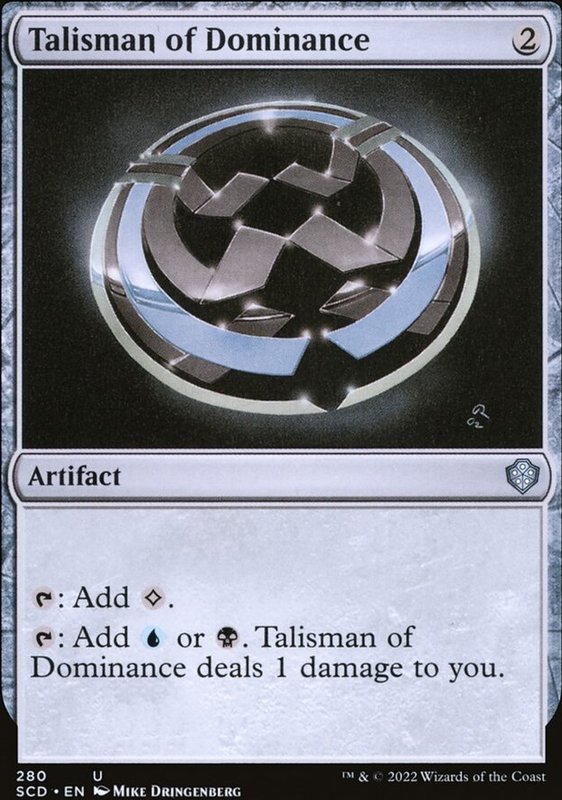 Talisman of Dominance 2
Artifact
: Add .
: Add or . Talisman of
Dominance deals 1 damage to you.
280 U
SCD • EN Mike Dringenberg
™ & © 2022 Wizards of the Coast